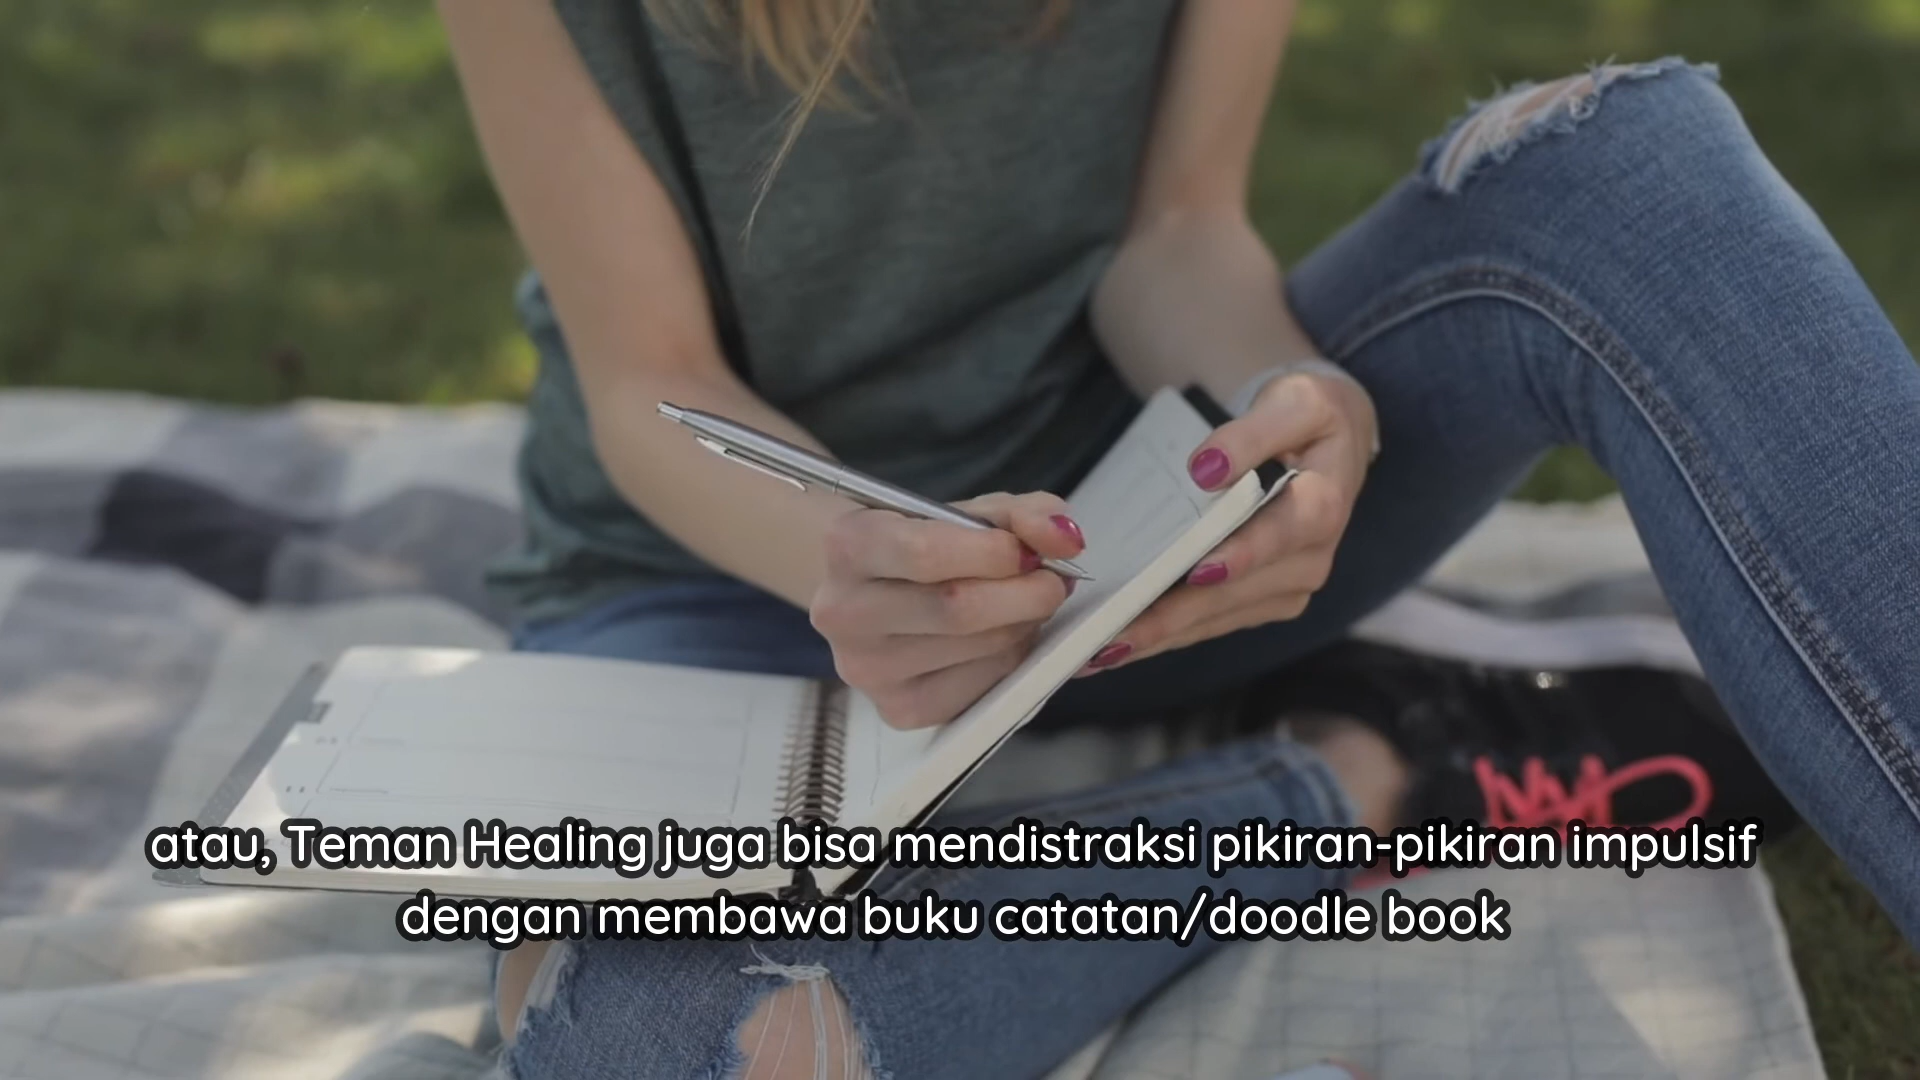 atau, Teman Healing juga bisa mendistraksi pikiran-pikiran impulsif
dengan membawa buku catatan/doodle book